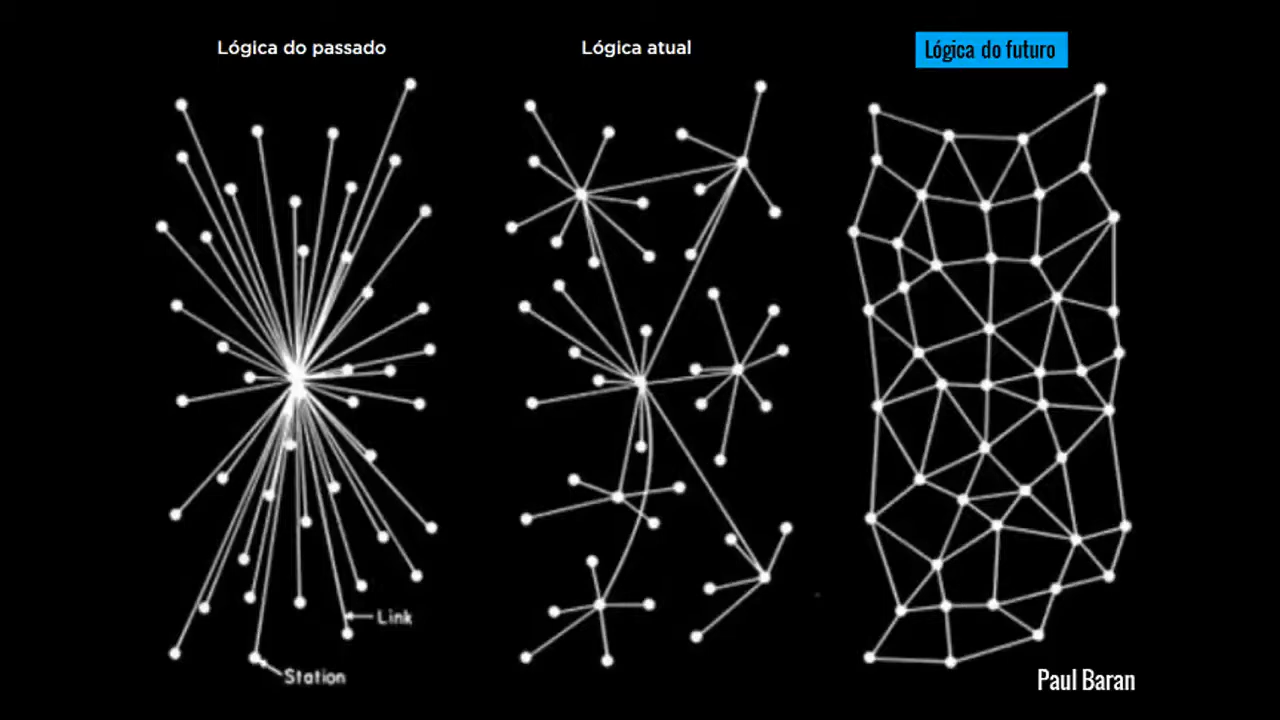 Lógica do passado
Lógica atual
Lógica do futuro
Link
Station
Paul Baran